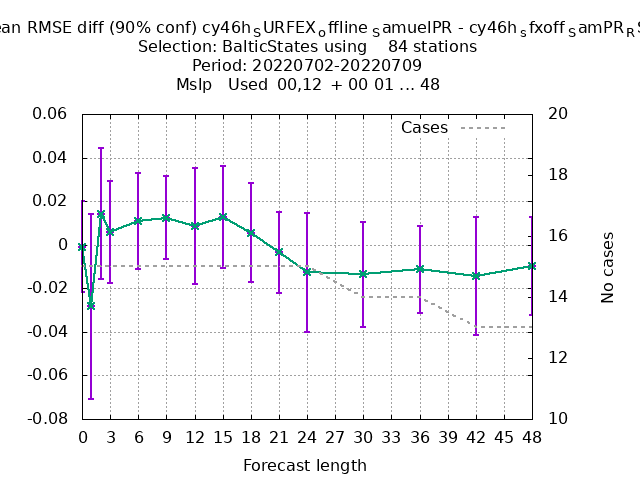 ean RMSE diff (90% conf) cy46h_SURFEX_offline_SamuelPR - cy46h_sfxoff_SamPR_RS
Selection: BalticStates using    84 stations
Period: 20220702-20220709
Mslp   Used  00,12  + 00 01 ... 48
0.06
0.04
0.02
0
-0.02
-0.04
-0.06
-0.08
Cases
20
18
16
14
12
10
No cases
0 3 6 9 12 15 18 21 24 27 30 33 36 39 42 45 48
Forecast length